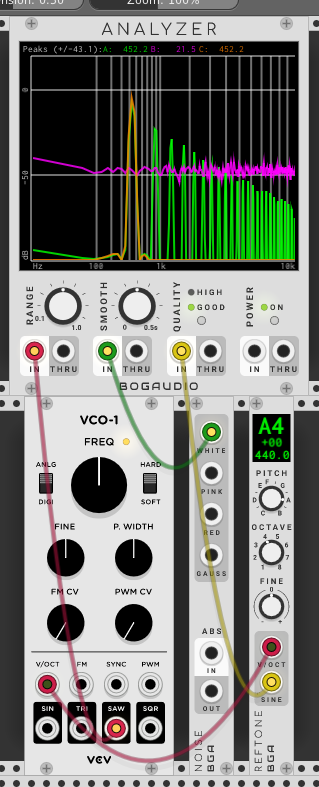 nsion: 0.50 Zoom: 100%
ANALYZER
Peaks (+/-43.1):A: 452.2 B: 21.5 C: 452.2
0
-50
dB
Hz 100 1k 10k
RANGE
0.1 1.0
SMOOTH
0 0.5s
QUALITY
HIGH
GOOD
POWER
ON
IN THRU IN THRU IN THRU IN THRU
BOGAUDIO
VCO-1
FREQ
ANLG HARD
DIGI SOFT
FINE P. WIDTH
FM CV PWM CV
V/OCT FM SYNC PWM
SIN TRI SAW SQR
VCV
WHITE
PINK
RED
GAUSS
ABS
IN
OUT
NOISE
BGA
A4
+00
440.0
PITCH
C D E F G A B
OCTAVE
1 2 3 4 5 6 7 8
FINE
- 0 +
V/OCT
SINE
REFTONE
BGA